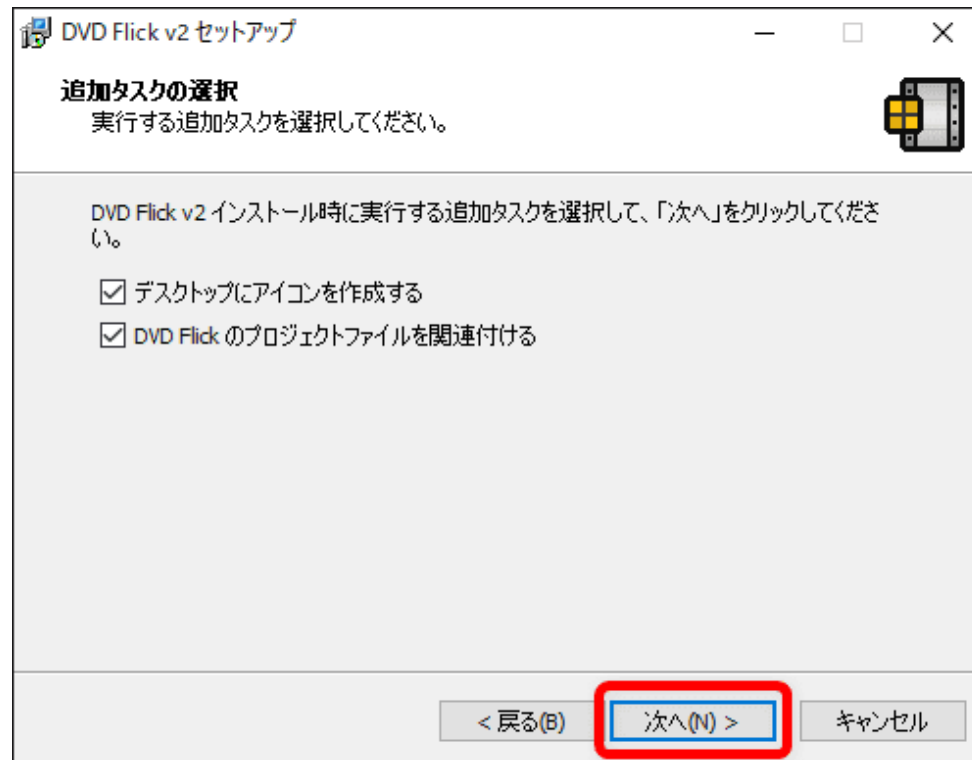 DVD Flick v2 セットアップ
追加タスクの選択
実行する追加タスクを選択してください。
DVD Flick v2 インストール時に実行する追加タスクを選択して、「次へ」をクリックしてくださ
い。
デスクトップにアイコンを作成する
DVD Flick のプロジェクトファイルを関連付ける
< 戻る(B)
次へ(N) >
キャンセル